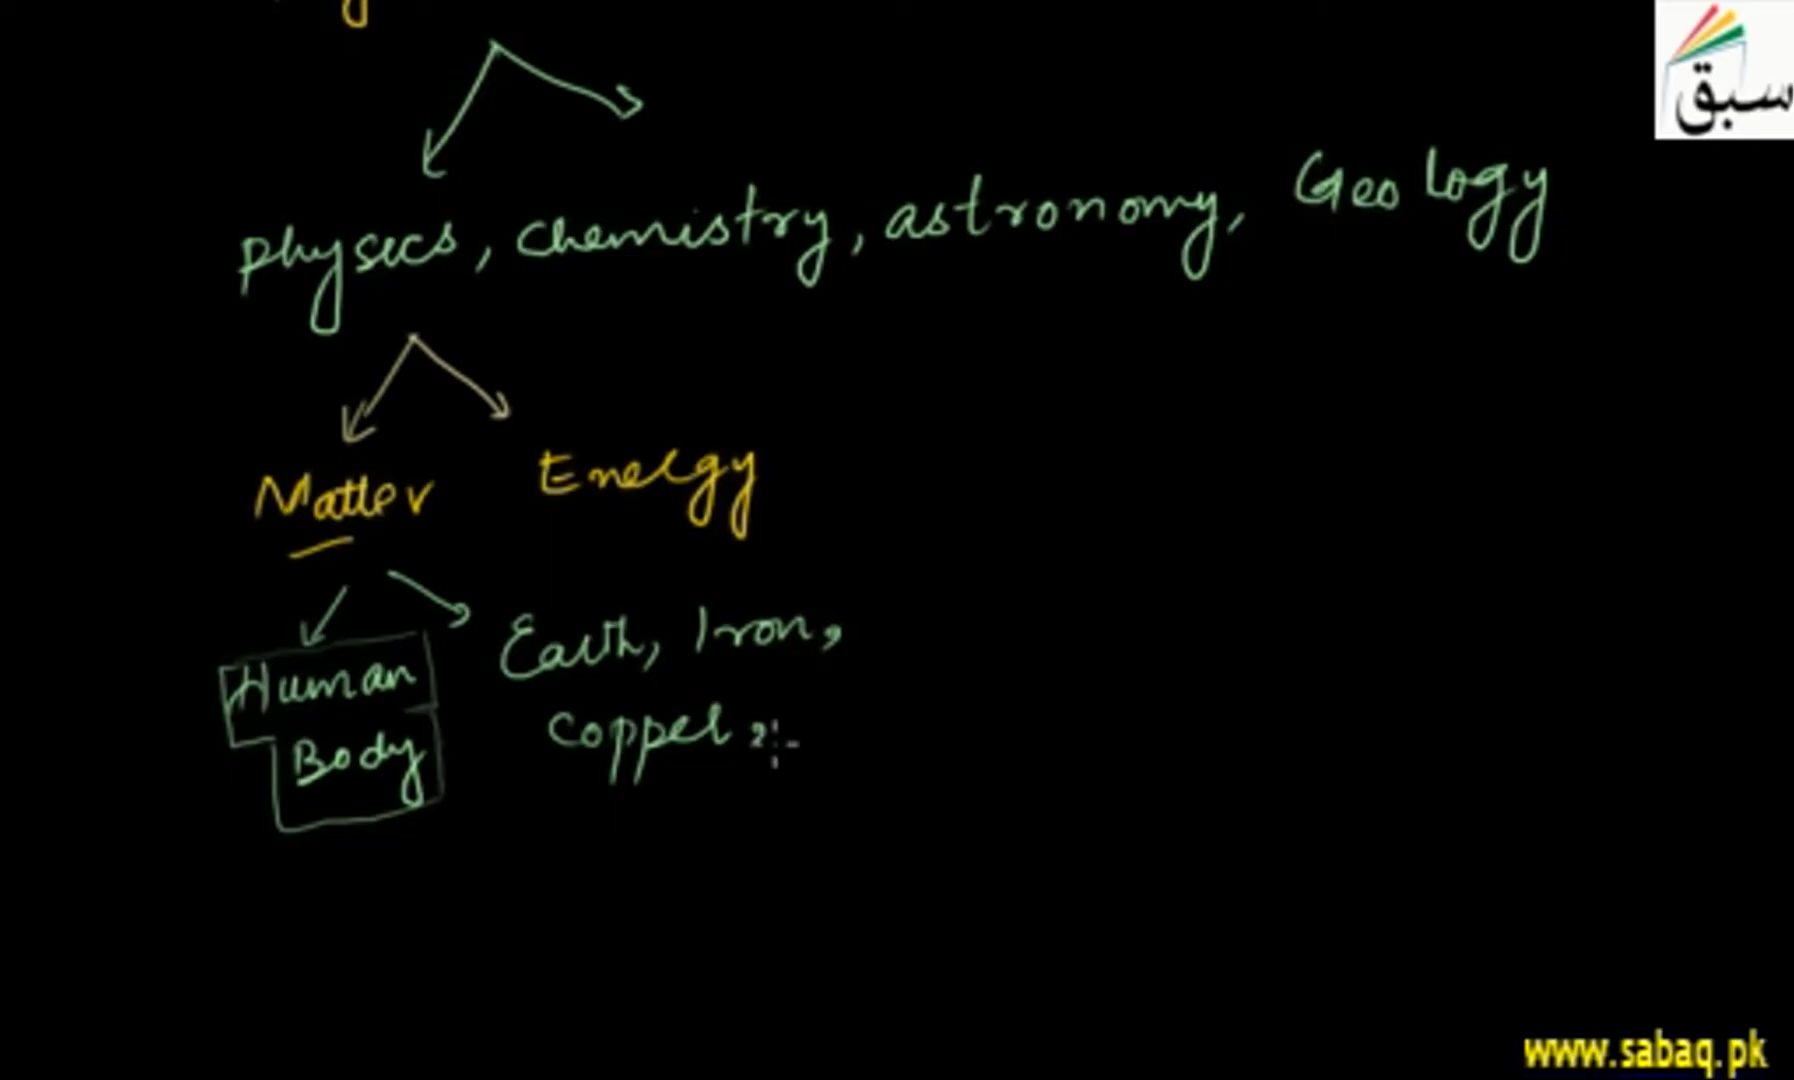 سبق
Physics, chemistry, astronomy, Geology
Matter Energy
Human Earth, Iron,
Body Copper,
www.sabaq.pk